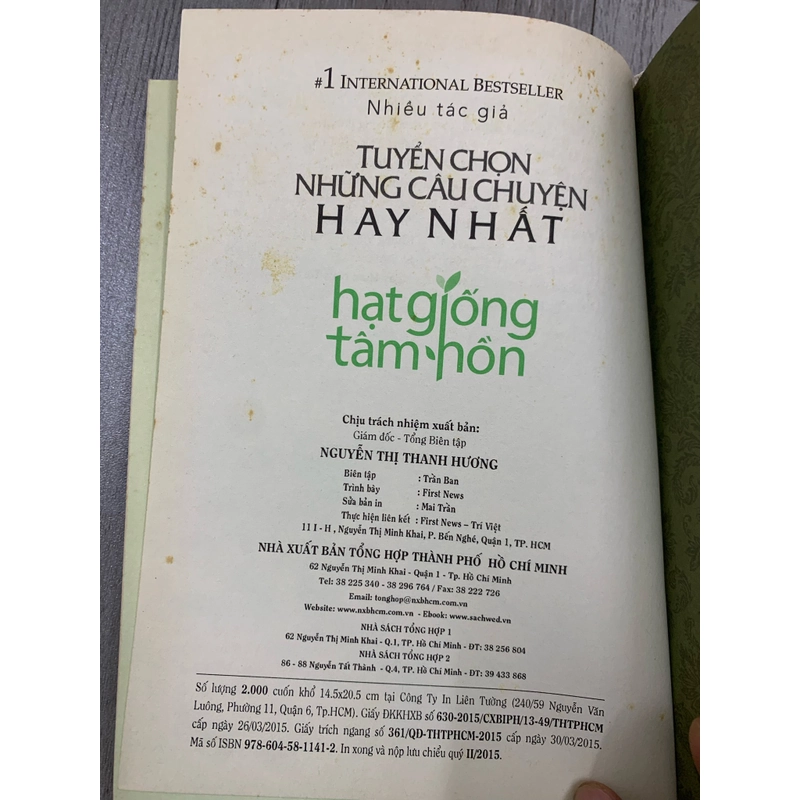 #1 INTERNATIONAL BESTSELLER
Nhiều tác giả
TUYỂN CHỌN
NHỮNG CÂU CHUYỆN
HAY NHẤT
hạt giống
tâm hồn
Chịu trách nhiệm xuất bản:
Giám đốc - Tổng Biên tập
NGUYỄN THỊ THANH HƯƠNG
Biên tập : Trần Ban
Trình bày : First News
Sửa bản in : Mai Trần
Thực hiện liên kết : First News – Trí Việt
11 I - H , Nguyễn Thị Minh Khai, P. Bến Nghé, Quận 1, TP. HCM
NHÀ XUẤT BẢN TỔNG HỢP THÀNH PHỐ HỒ CHÍ MINH
62 Nguyễn Thị Minh Khai - Quận 1 - Tp. Hồ Chí Minh
Tel: 38 225 340 - 38 296 764 / Fax: 38 222 726
Email: tonghop@nxbhcm.com.vn
Website: www.nxbhcm.com.vn - Ebook: www.sachwed.vn
NHÀ SÁCH TỔNG HỢP 1
62 Nguyễn Thị Minh Khai - Q.1, TP. Hồ Chí Minh - ĐT: 38 256 804
NHÀ SÁCH TỔNG HỢP 2
86 - 88 Nguyễn Tất Thành - Q.4, TP. Hồ Chí Minh - ĐT: 39 433 868
Số lượng 2.000 cuốn khổ 14.5x20.5 cm tại Công Ty In Liên Tường (240/59 Nguyễn Văn
Luông, Phường 11, Quận 6, Tp.HCM). Giấy ĐKKHXB số 630-2015/CXBIPH/13-49/THTPHCM
cấp ngày 26/03/2015. Giấy trích ngang số 361/QĐ-THTPHCM-2015 cấp ngày 30/03/2015.
Mã số ISBN 978-604-58-1141-2. In xong và nộp lưu chiểu quý II/2015.